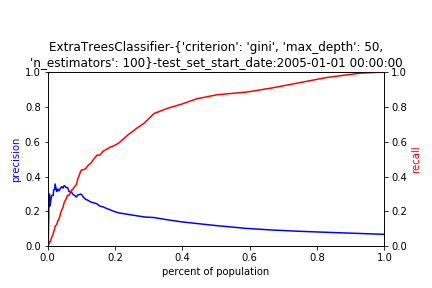 ExtraTreesClassifier-{'criterion': 'gini', 'max_depth': 50,
'n_estimators': 100}-test_set_start_date:2005-01-01 00:00:00
1.0
0.8
0.6
0.4
0.2
0.0
precision
1.0
0.8
0.6
0.4
0.2
0.0
recall
0.0 0.2 0.4 0.6 0.8 1.0
percent of population